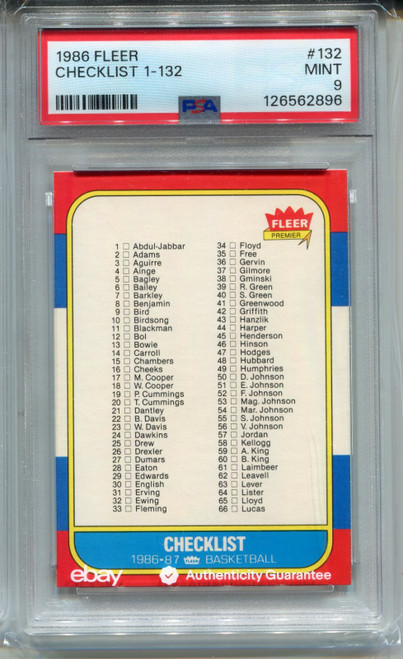 1986 FLEER #132
CHECKLIST 1-132 MINT
9
PSA 126562896
FLEER
PREMIER
1 Abdul-Jabbar
2 Adams
3 Aguirre
4 Ainge
5 Bagley
6 Bailey
7 Barkley
8 Benjamin
9 Bird
10 Birdsong
11 Blackman
12 Bol
13 Bowie
14 Carroll
15 Chambers
16 Cheeks
17 M. Cooper
18 W. Cooper
19 P. Cummings
20 T. Cummings
21 Dantley
22 B. Davis
23 W. Davis
24 Dawkins
25 Drew
26 Drexler
27 Dumars
28 Eaton
29 Edwards
30 English
31 Erving
32 Ewing
33 Fleming
34 Floyd
35 Free
36 Gervin
37 Gilmore
38 Gminski
39 R. Green
40 S. Green
41 Greenwood
42 Griffith
43 Hanzlik
44 Harper
45 Henderson
46 Hinson
47 Hodges
48 Hubbard
49 Humphries
50 D. Johnson
51 E. Johnson
52 F. Johnson
53 Mag. Johnson
54 Mar. Johnson
55 S. Johnson
56 V. Johnson
57 Jordan
58 Kellogg
59 A. King
60 B. King
61 Laimbeer
62 Leavell
63 Lever
64 Lister
65 Lloyd
66 Lucas
CHECKLIST
1986-87 FLEER BASKETBALL
ebay Authenticity Guarantee